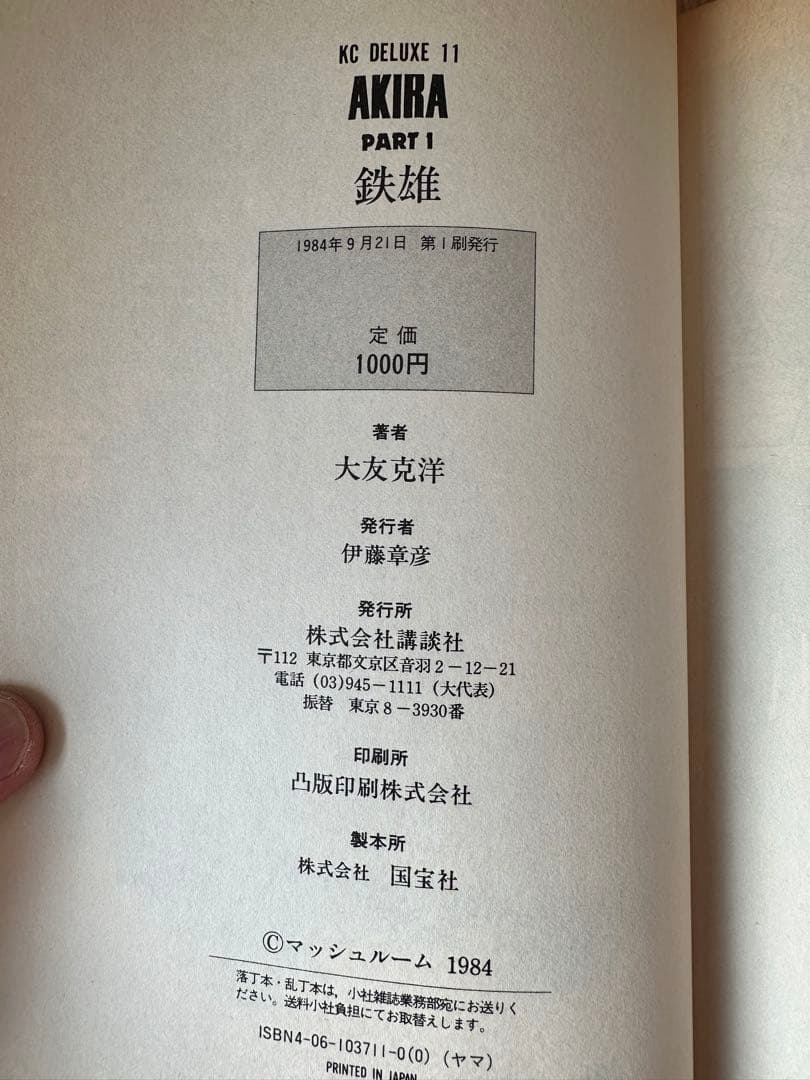 KC DELUXE 11
AKIRA
PART 1
鉄雄
1984年9月21日 第1刷発行
定価
1000円
著者
大友克洋
発行者
伊藤章彦
発行所
株式会社講談社
〒112 東京都文京区音羽2-12-21
電話 (03)945-1111 (大代表)
振替 東京8-3930番
印刷所
凸版印刷株式会社
製本所
株式会社 国宝社
©マッシュルーム 1984
落丁本・乱丁本は、小社雑誌業務部宛にお送りく
ださい。送料小社負担にてお取替えします。
ISBN4-06-103711-0(0) (ヤマ)
PRINTED IN JAPAN